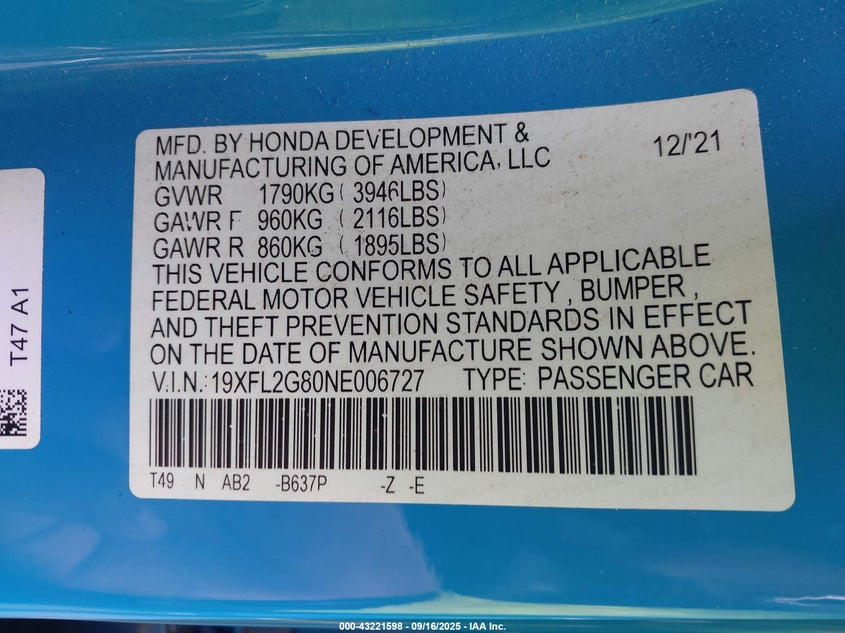 MFD. BY HONDA DEVELOPMENT &
MANUFACTURING OF AMERICA, LLC 12/'21
GVWR 1790KG ( 3946LBS)
GAWR F 960KG ( 2116LBS)
GAWR R 860KG ( 1895LBS)
THIS VEHICLE CONFORMS TO ALL APPLICABLE
FEDERAL MOTOR VEHICLE SAFETY , BUMPER ,
AND THEFT PREVENTION STANDARDS IN EFFECT
ON THE DATE OF MANUFACTURE SHOWN ABOVE.
V.I.N.: 19XFL2G80NE006727 TYPE: PASSENGER CAR
T49 N AB2 -B637P -Z -E
T47 A1
000-43221598 - 09/16/2025 - IAA Inc.